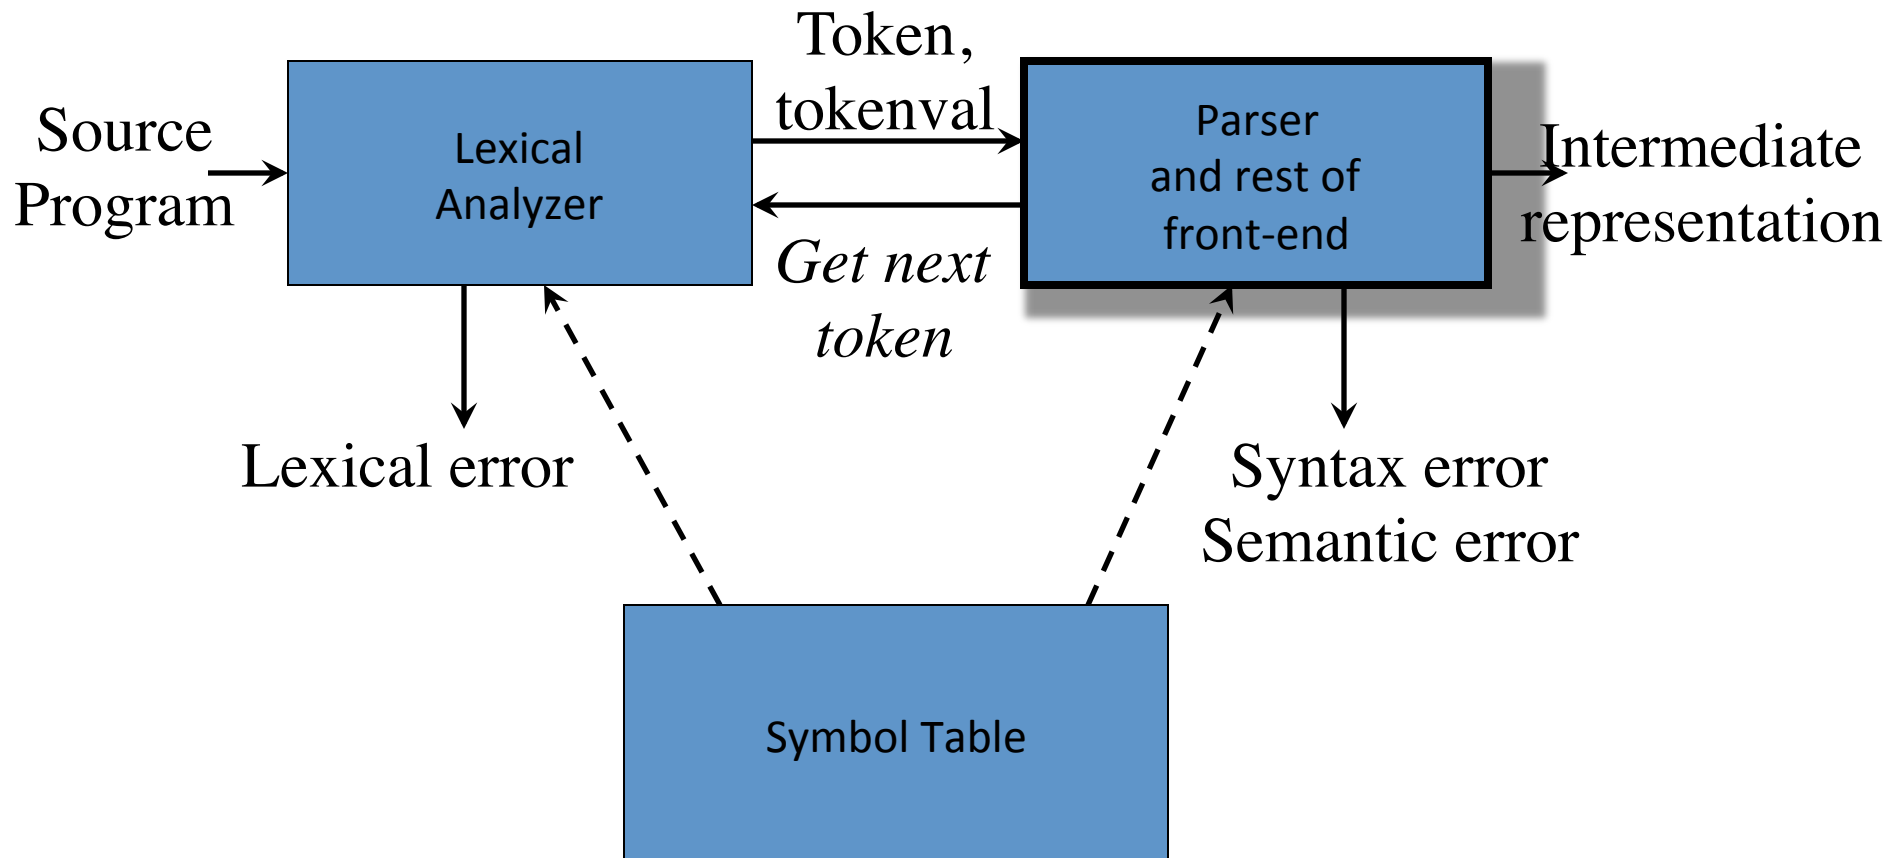 Source
Program
Lexical
Analyzer
Token,
tokenval
Get next
token
Parser
and rest of
front-end
Intermediate
representation
Lexical error
Syntax error
Semantic error
Symbol Table